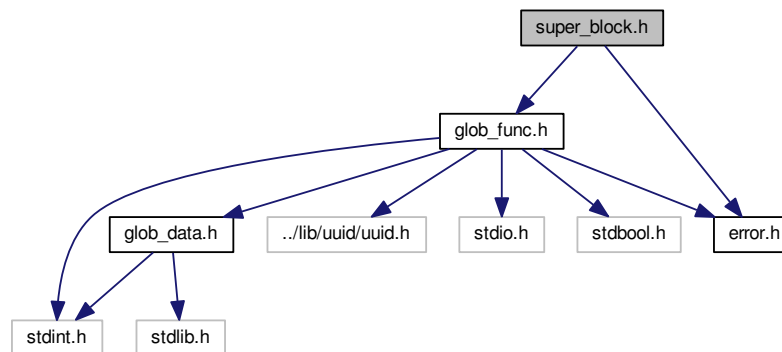 super_block.h
glob_func.h
glob_data.h
../lib/uuid/uuid.h
stdio.h
stdbool.h
error.h
stdint.h
stdlib.h